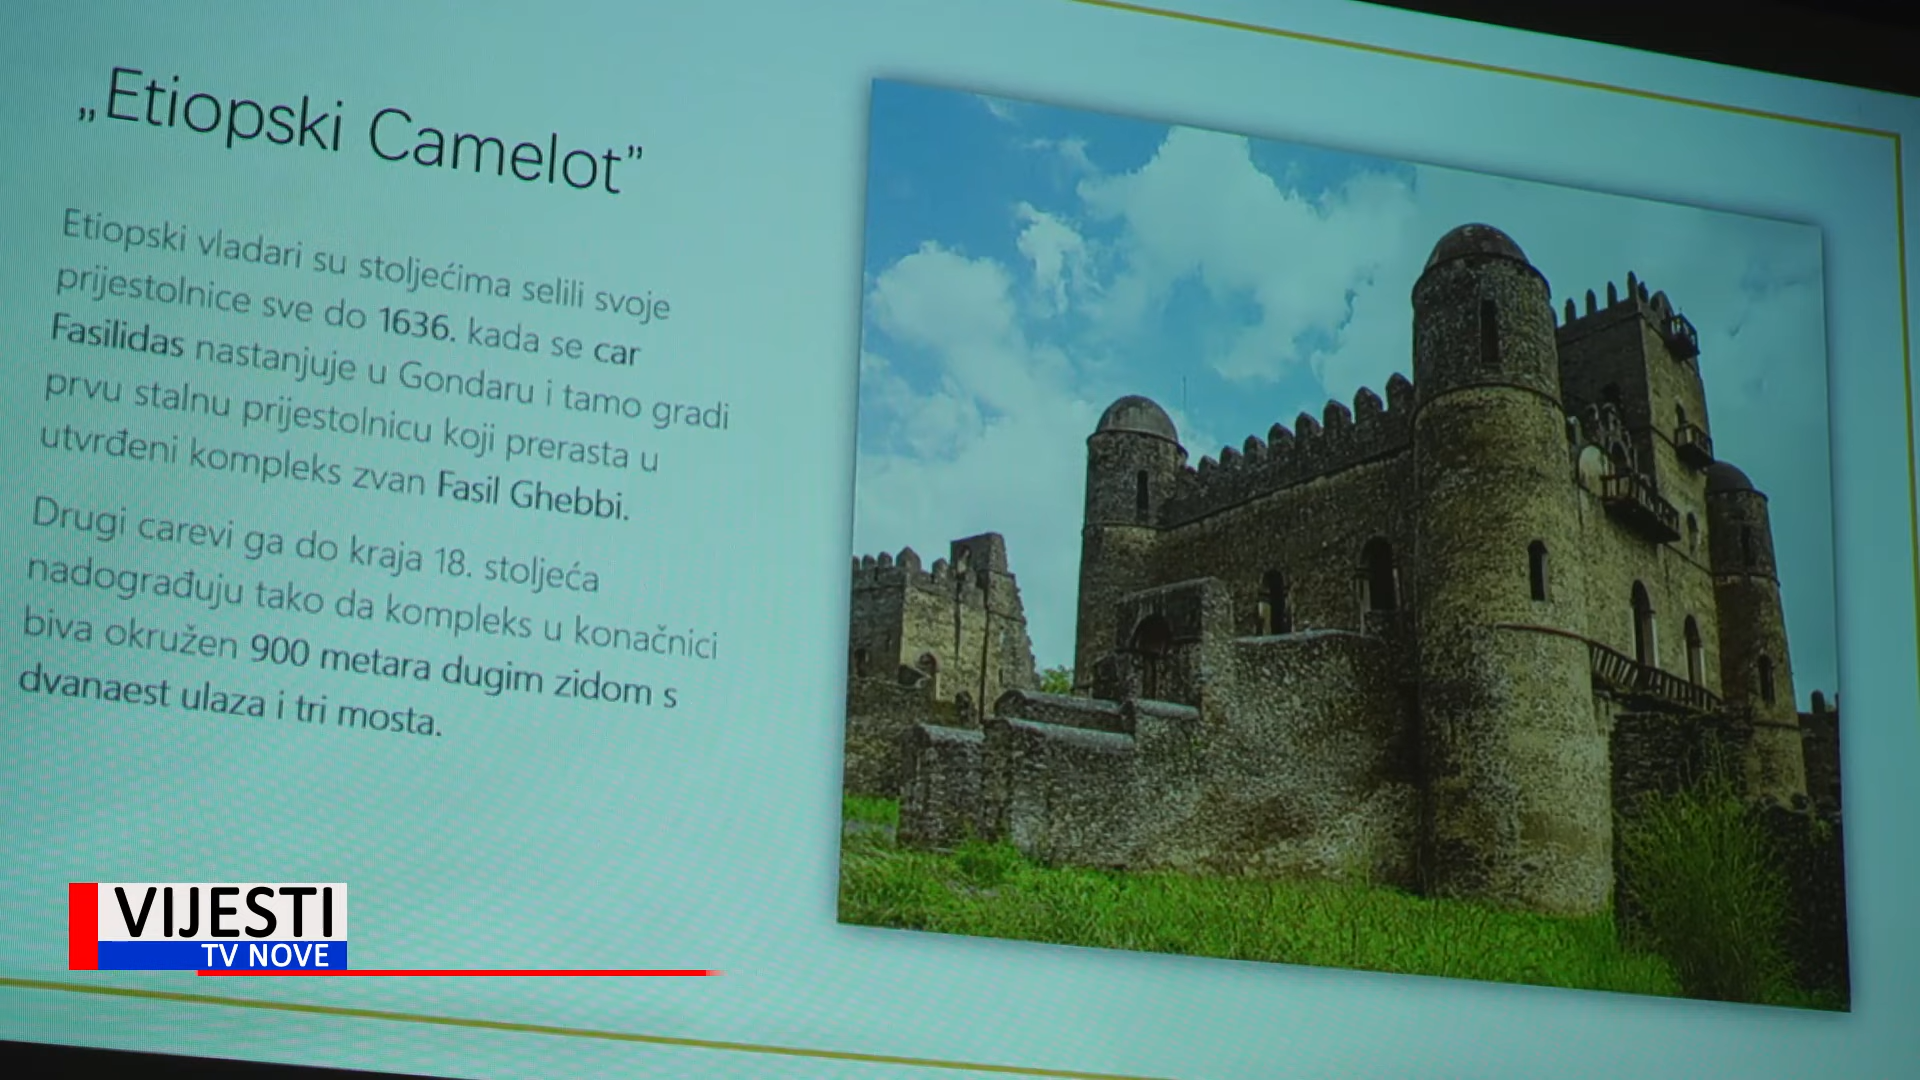 „Etiopski Camelot”
Etiopski vladari su stoljećima selili svoje
prijestolnice sve do 1636. kada se car
Fasilidas nastanjuje u Gondaru i tamo gradi
prvu stalnu prijestolnicu koji prerasta u
utvrđeni kompleks zvan Fasil Ghebbi.
Drugi carevi ga do kraja 18. stoljeća
nadograđuju tako da kompleks u konačnici
biva okružen 900 metara dugim zidom s
dvanaest ulaza i tri mosta.
VIJESTI
TV NOVE